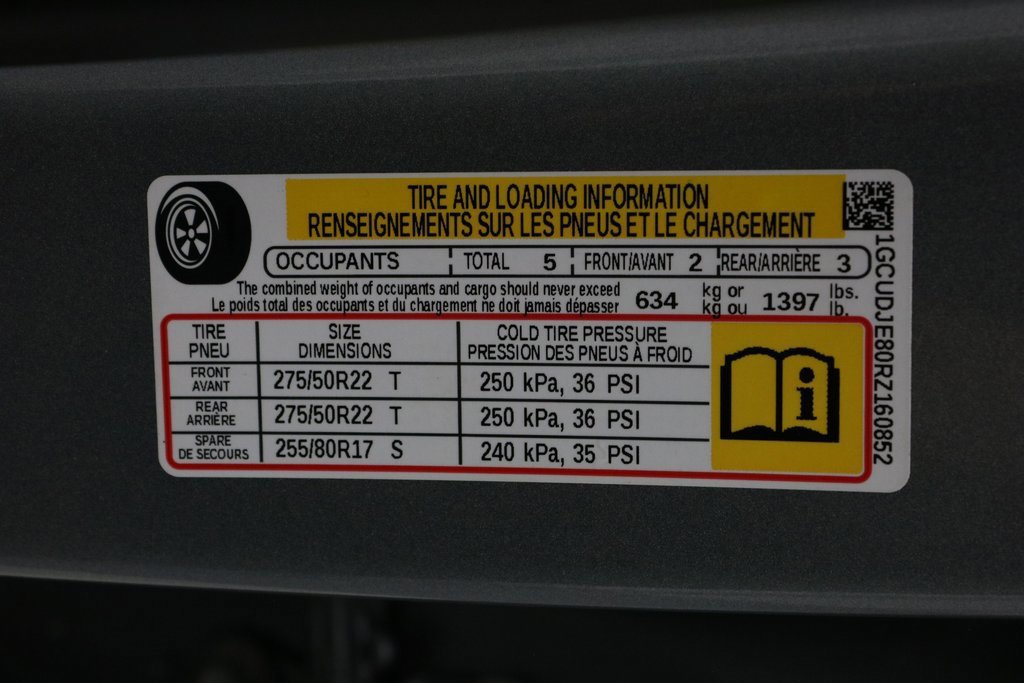 TIRE AND LOADING INFORMATION
RENSEIGNEMENTS SUR LES PNEUS ET LE CHARGEMENT
OCCUPANTS TOTAL 5 FRONT/AVANT 2 REAR/ARRIÈRE 3
The combined weight of occupants and cargo should never exceed 634 kg or 1397 lbs.
Le poids total des occupants et du chargement ne doit jamais dépasser kg ou lb.
TIRE SIZE COLD TIRE PRESSURE
PNEU DIMENSIONS PRESSION DES PNEUS À FROID
FRONT
AVANT 275/50R22 T 250 kPa, 36 PSI
REAR
ARRIÈRE 275/50R22 T 250 kPa, 36 PSI
SPARE
DE SECOURS 255/80R17 S 240 kPa, 35 PSI
i
1GCUDJE80RZ160852